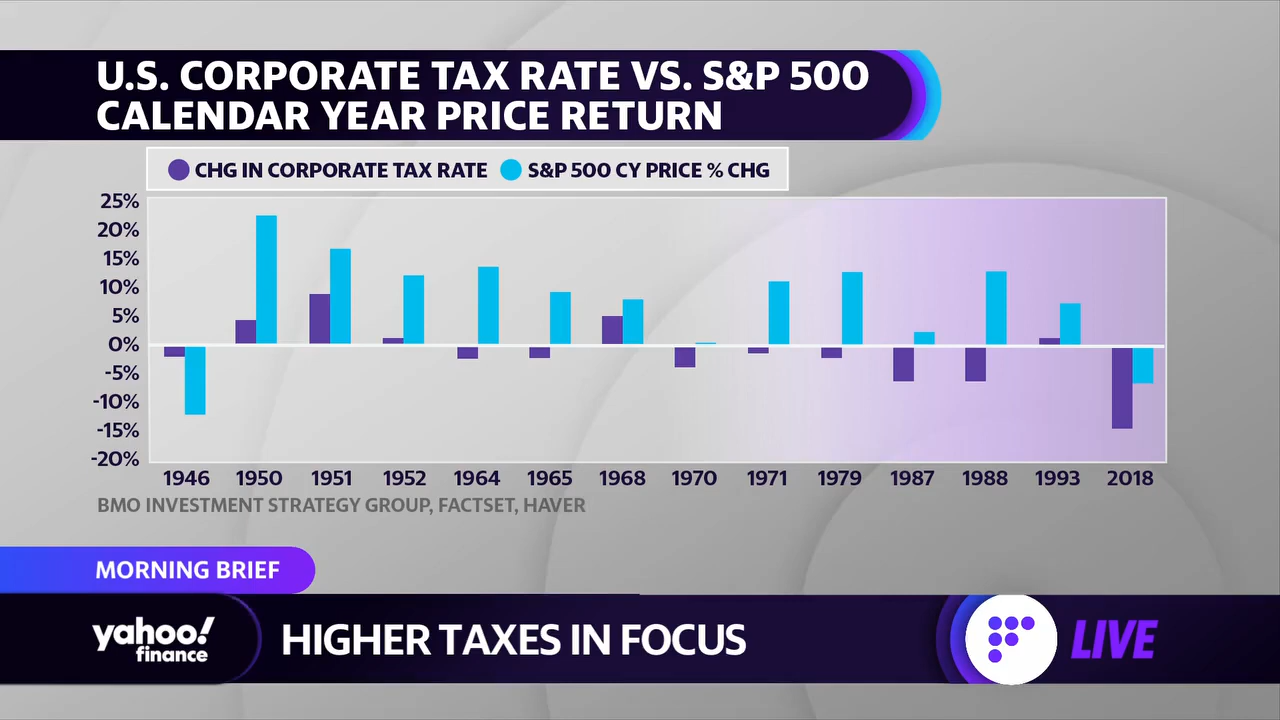 U.S. CORPORATE TAX RATE VS. S&P 500
CALENDAR YEAR PRICE RETURN
CHG IN CORPORATE TAX RATE S&P 500 CY PRICE % CHG
25%
20%
15%
10%
5%
0%
-5%
-10%
-15%
-20%
1946 1950 1951 1952 1964 1965 1968 1970 1971 1979 1987 1988 1993 2018
BMO INVESTMENT STRATEGY GROUP, FACTSET, HAVER
MORNING BRIEF
yahoo!
finance
HIGHER TAXES IN FOCUS
LIVE